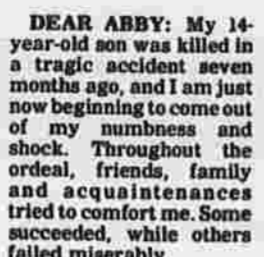 DEAR ABBY: My 14-
year-old son was killed in
a tragic accident seven
months ago, and I am just
now beginning to come out
of my numbness and
shock. Throughout the
ordeal, friends, family
and acquaintenances
tried to comfort me. Some
succeeded, while others
failed miserably